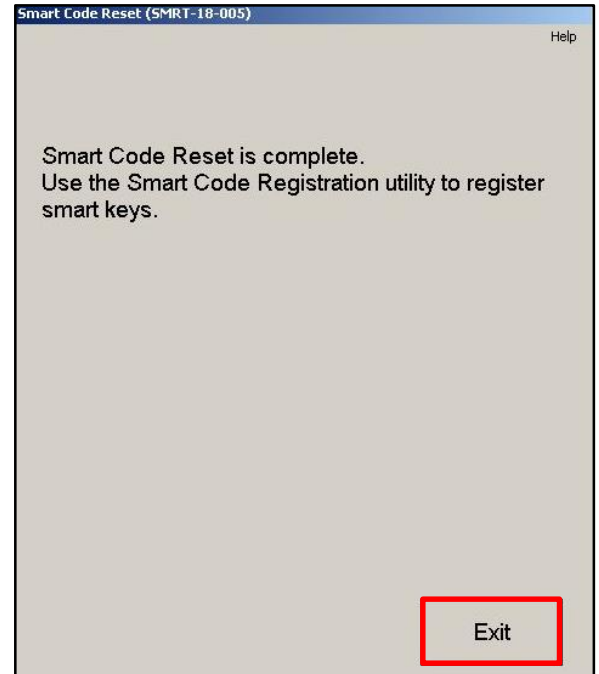 Smart Code Reset (SMRT-18-005)
Help
Smart Code Reset is complete.
Use the Smart Code Registration utility to register
smart keys.
Exit